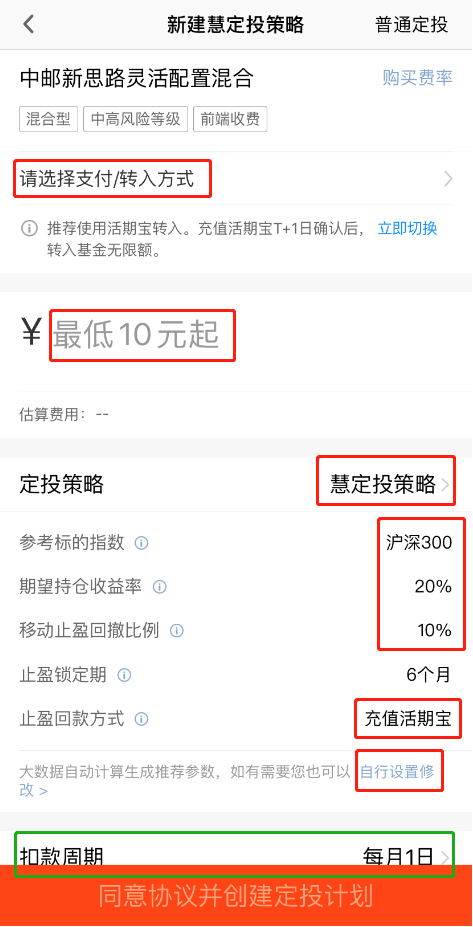 新建慧定投策略 普通定投
中邮新思路灵活配置混合 购买费率
混合型 中高风险等级 前端收费
请选择支付/转入方式
推荐使用活期宝转入。充值活期宝T+1日确认后， 立即切换
转入基金无限额。
¥ 最低10元起
估算费用： --
定投策略 慧定投策略
参考标的指数 沪深300
期望持仓收益率 20%
移动止盈回撤比例 10%
止盈锁定期 6个月
止盈回款方式 充值活期宝
大数据自动计算生成推荐参数，如有需要您也可以 自行设置修
改 >
扣款周期 每月1日
同意协议并创建定投计划